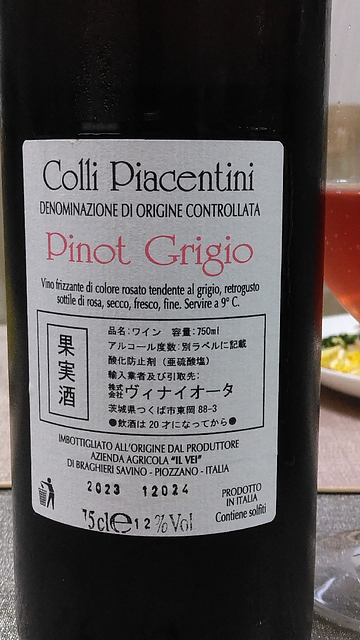 Colli Piacentini
DENOMINAZIONE DI ORIGINE CONTROLLATA
Pinot Grigio
Vino frizzante di colore rosato tendente al grigio, retrogusto
sottile di rosa, secco, fresco, fine. Servire a 9° C.
果実酒
品名:ワイン 容量:750ml
アルコール度数:別ラベルに記載
酸化防止剤(亜硫酸塩)
輸入業者及び引取先:
株式会社ヴィナイオータ
茨城県つくば市東岡 88-3
●飲酒は20才になってから●
IMBOTTIGLIATO ALL'ORIGINE DAL PRODUTTORE
AZIENDA AGRICOLA "IL VEI"
DI BRAGHIERI SAVINO - PIOZZANO - ITALIA
2023 12024
75cl e 12 %Vol
PRODOTTO
IN ITALIA
Contiene solfiti